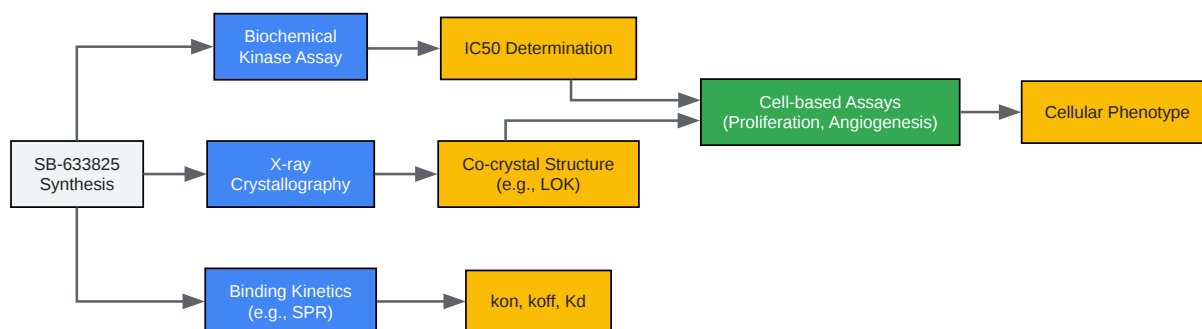 Biochemical
Kinase Assay
IC50 Determination
Cell-based Assays
(Proliferation, Angiogenesis)
Cellular Phenotype
SB-633825
Synthesis
X-ray
Crystallography
Co-crystal Structure
(e.g., LOK)
Binding Kinetics
(e.g., SPR)
kon, koff, Kd